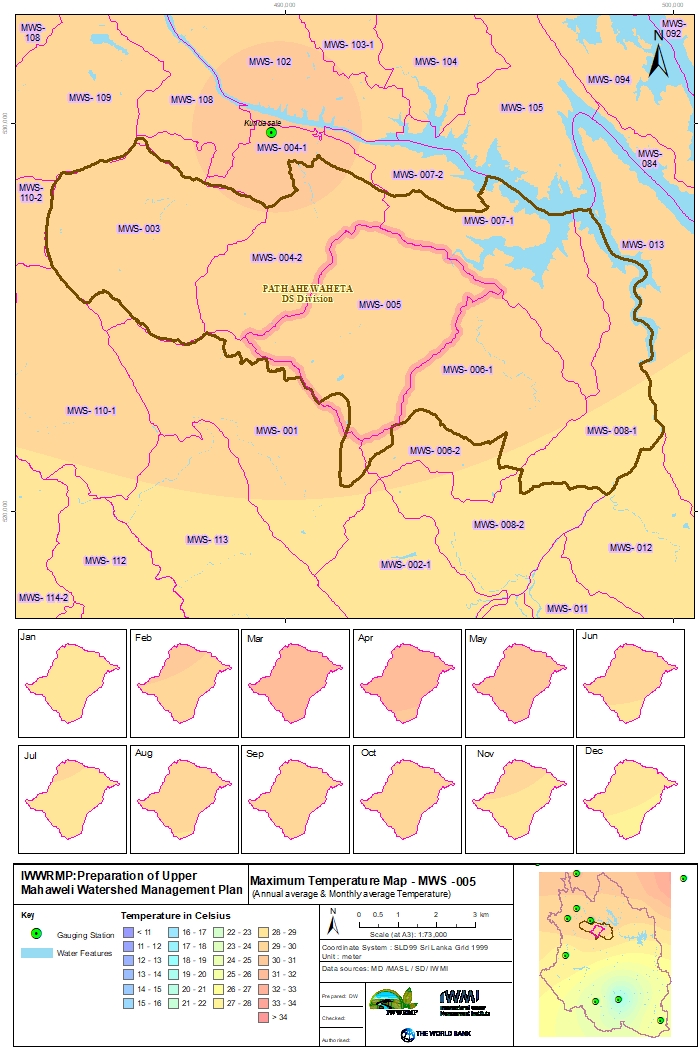 480,000
500,000
530,000
520,000
MWS-
108
MWS- 103-1
MWS-
092
N
MWS- 102
MWS- 104
MWS- 094
MWS- 109
MWS- 108
MWS- 105
Kundasale
MWS- 004-1
MWS-
084
MWS-
110-2
MWS- 007-2
MWS- 003
MWS- 007-1
MWS- 013
MWS- 004-2
PATHAHEWAHETA
DS Division
MWS- 005
MWS- 006-1
MWS- 110-1
MWS- 001
MWS- 008-1
MWS- 006-2
MWS- 008-2
MWS- 113
MWS- 012
MWS- 112
MWS- 002-1
MWS- 114-2
MWS- 011
Jan
Feb
Mar
Apr
May
Jun
Jul
Aug
Sep
Oct
Nov
Dec
IWWRMP:Preparation of Upper
Mahaweli Watershed Management Plan
Maximum Temperature Map - MWS -005
(Annual average & Monthly average Temperature)
Key
Gauging Station
Water Features
Temperature in Celsius
< 11
11 - 12
12 - 13
13 - 14
14 - 15
15 - 16
16 - 17
17 - 18
18 - 19
19 - 20
20 - 21
21 - 22
22 - 23
23 - 24
24 - 25
25 - 26
26 - 27
27 - 28
28 - 29
29 - 30
30 - 31
31 - 32
32 - 33
33 - 34
> 34
N
0 0.5 1 2 3 km
Scale (at A3): 1:73,000
Coordinate System : SLD99 Sri Lanka Grid 1999
Unit : meter
Data sources: MD /MASL / SD / IWMI
Prepared: DW
Checked:
Authorised:
IWWRMP
IWMI
International Water
Management Institute
THE WORLD BANK